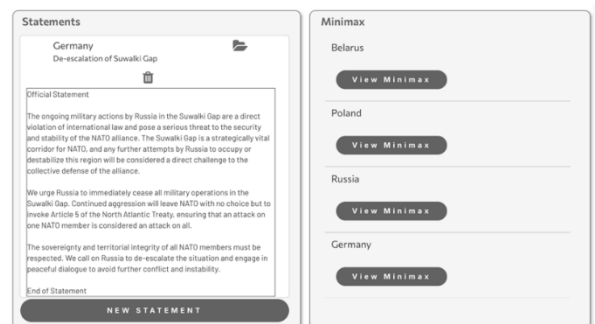 Statements
Germany
De-escalation of Suwalki Gap
Official Statement
The ongoing military actions by Russia in the Suwalki Gap are a direct
violation of international law and pose a serious threat to the security
and stability of the NATO alliance. The Suwalki Gap is a strategically vital
corridor for NATO, and any further attempts by Russia to occupy or
destabilize this region will be considered a direct challenge to the
collective defense of the alliance.
We urge Russia to immediately cease all military operations in the
Suwalki Gap. Continued aggression will leave NATO with no choice but to
invoke Article 5 of the North Atlantic Treaty, ensuring that an attack on
one NATO member is considered an attack on all.
The sovereignty and territorial integrity of all NATO members must be
respected. We call on Russia to de-escalate the situation and engage in
peaceful dialogue to avoid further conflict and instability.
End of Statement
NEW STATEMENT
Minimax
Belarus
View Minimax
Poland
View Minimax
Russia
View Minimax
Germany
View Minimax